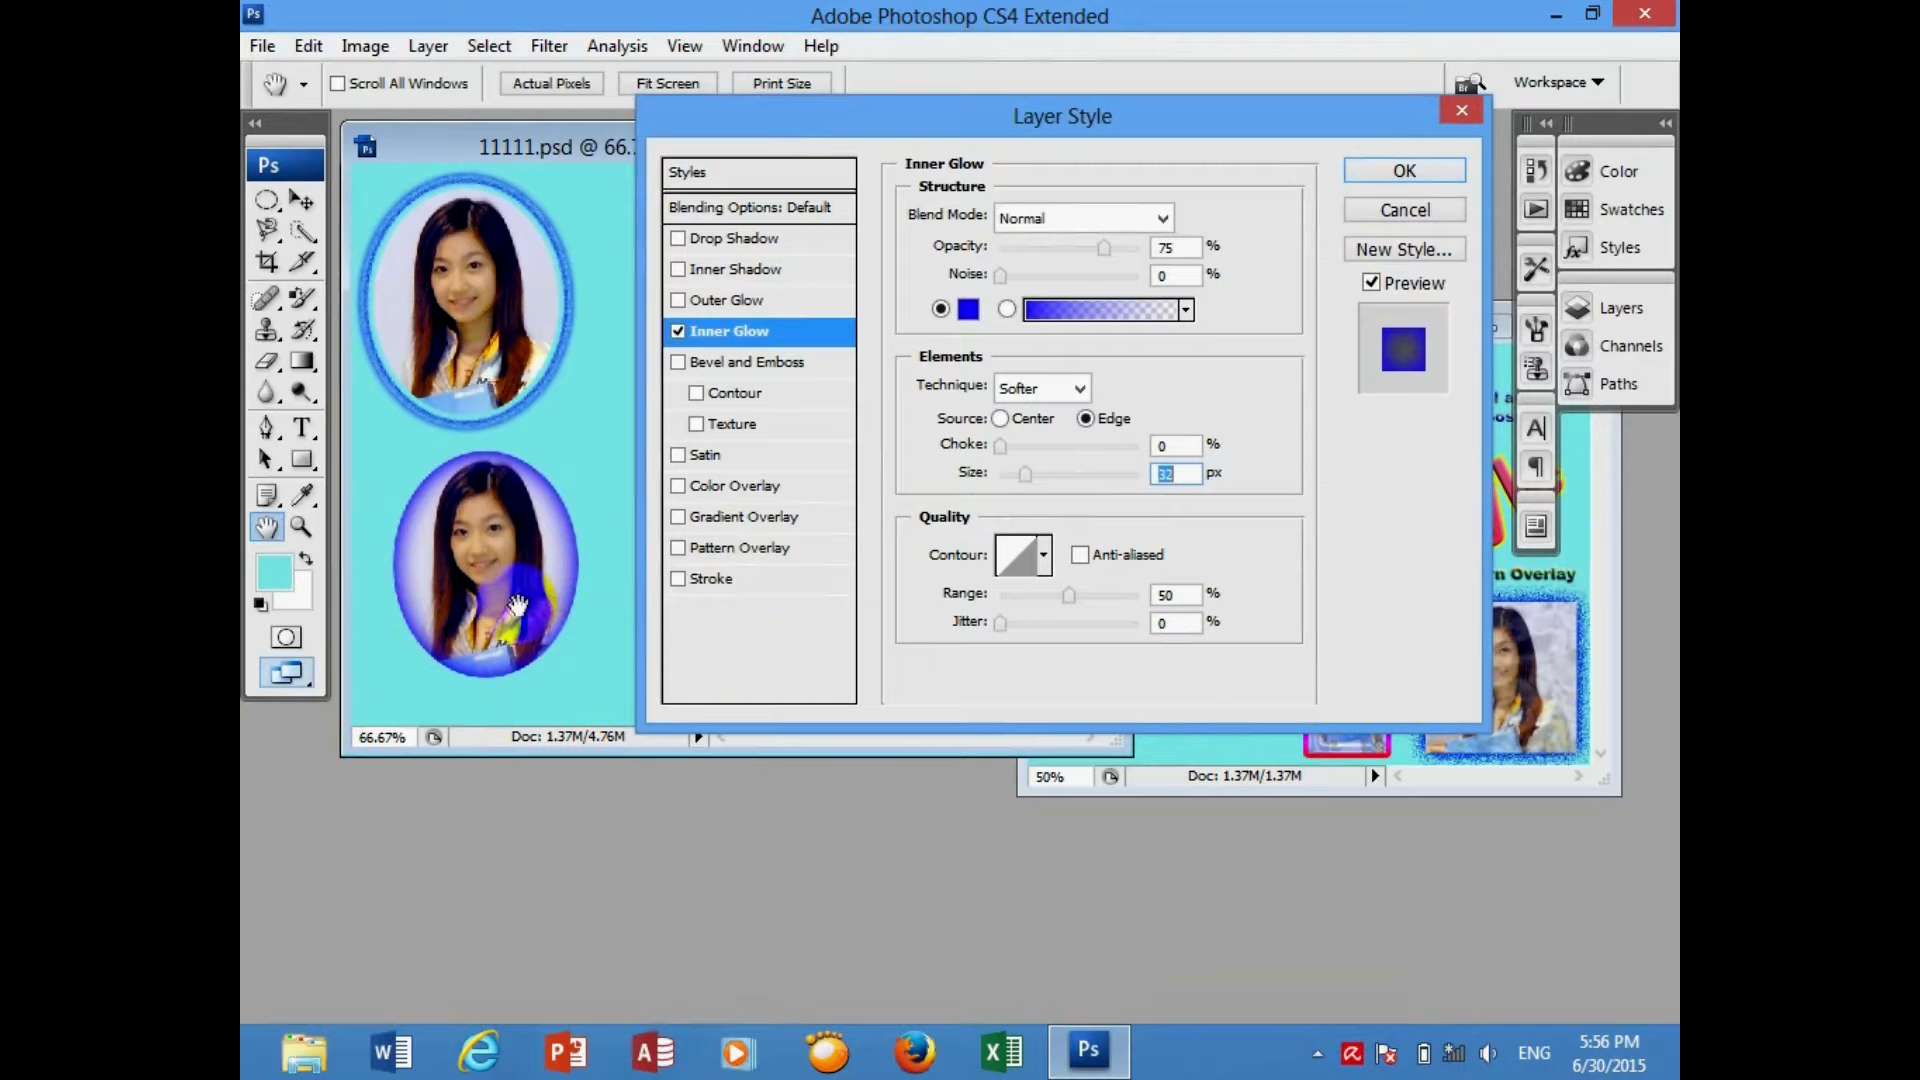 Ps
Adobe Photoshop CS4 Extended
File Edit Image Layer Select Filter Analysis View Window Help
Scroll All Windows Actual Pixels Fit Screen Print Size
Br Workspace
Ps
11111.psd @ 66.
Layer Style
Styles
Blending Options: Default
Drop Shadow
Inner Shadow
Outer Glow
Inner Glow
Bevel and Emboss
Contour
Texture
Satin
Color Overlay
Gradient Overlay
Pattern Overlay
Stroke
Inner Glow
Structure
Blend Mode: Normal
Opacity: 75 %
Noise: 0 %
Elements
Technique: Softer
Source: Center Edge
Choke: 0 %
Size: 32 px
Quality
Contour: Anti-aliased
Range: 50 %
Jitter: 0 %
OK
Cancel
New Style...
Preview
Color
Swatches
Styles
Layers
Channels
Paths
n Overlay
66.67% Doc: 1.37M/4.76M
50% Doc: 1.37M/1.37M
ENG
5:56 PM
6/30/2015